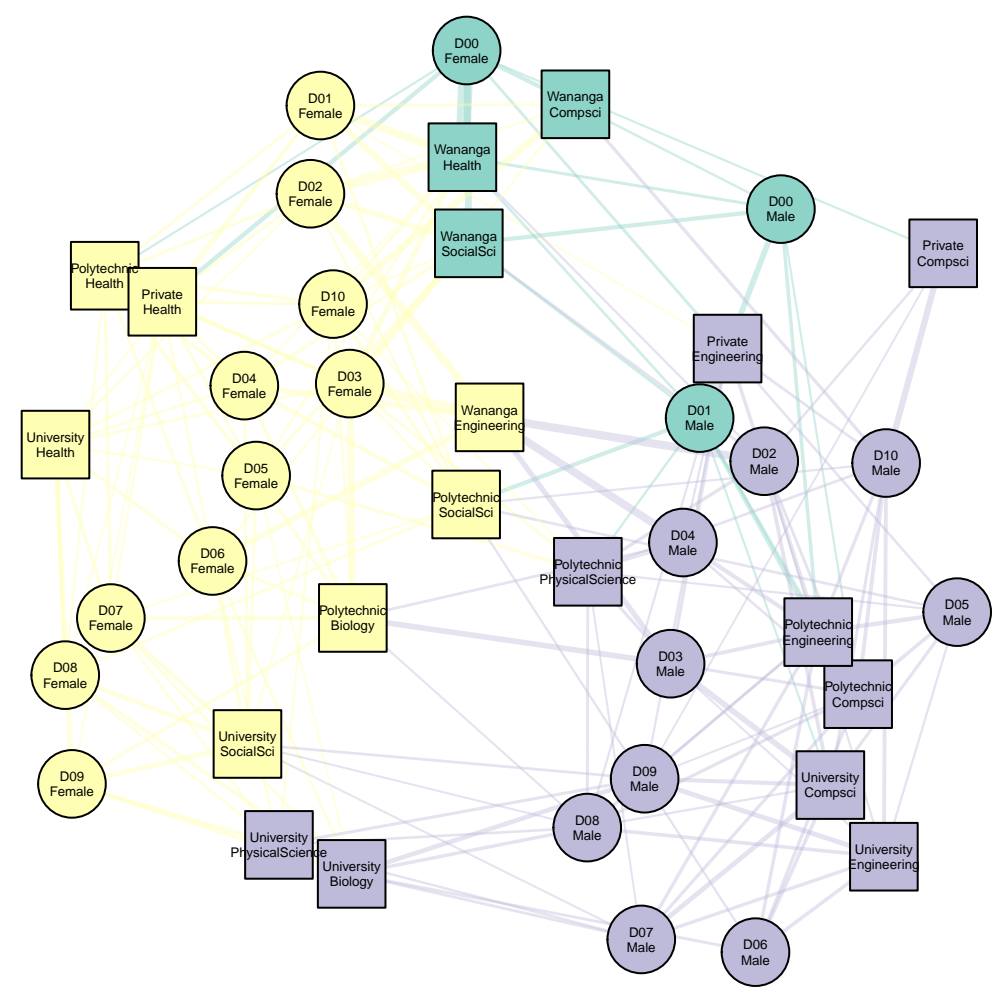 D00
Female
D01
Female
Wananga
Compsci
Wananga
Health
D02
Female
D00
Male
Wananga
SocialSci
Private
Compsci
Polytechnic
Health
Private
Health
D10
Female
Private
Engineering
D04
Female
D03
Female
Wananga
Engineering
D01
Male
University
Health
D02
Male
D10
Male
D05
Female
Polytechnic
SocialSci
D04
Male
D06
Female
Polytechnic
PhysicalScience
D07
Female
Polytechnic
Biology
D05
Male
Polytechnic
Engineering
D08
Female
D03
Male
Polytechnic
Compsci
University
SocialSci
D09
Female
D09
Male
University
Compsci
D08
Male
University
PhysicalScience
University
Biology
University
Engineering
D07
Male
D06
Male